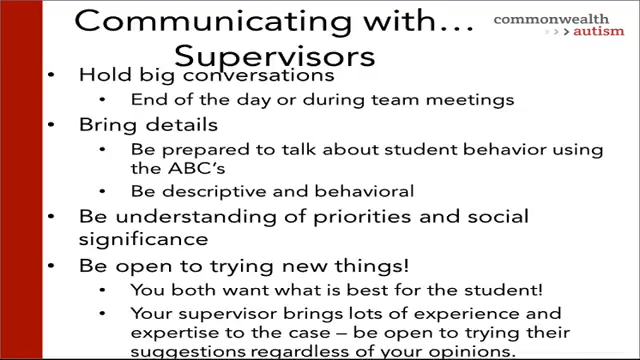 Communicating with…
Supervisors
commonwealth
autism
• Hold big conversations
• End of the day or during team meetings
• Bring details
• Be prepared to talk about student behavior using
the ABC's
• Be descriptive and behavioral
• Be understanding of priorities and social
significance
• Be open to trying new things!
• You both want what is best for the student!
• Your supervisor brings lots of experience and
expertise to the case – be open to trying their
suggestions regardless of your opinions.